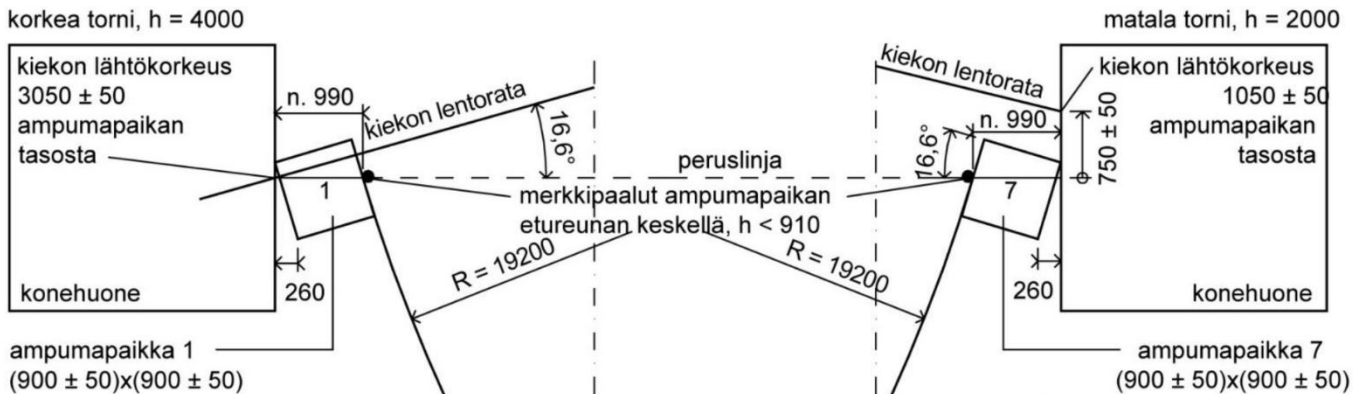 korkea torni, h = 4000
kiekon lähtökorkeus
3050 ± 50
ampumapaikan
tasosta
n. 990
kiekon lentorata
16,6°
1
260
konehuone
ampumapaikka 1
(900 ± 50)x(900 ± 50)
R = 19200
peruslinja
merkkipaalut ampumapaikan
etureunan keskellä, h < 910
matala torni, h = 2000
kiekon lentorata
kiekon lähtökorkeus
1050 ± 50
ampumapaikan
tasosta
n. 990
16,6°
750 ± 50
7
R = 19200
260
konehuone
ampumapaikka 7
(900 ± 50)x(900 ± 50)